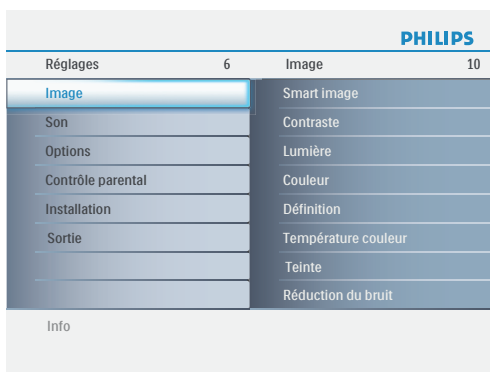 PHILIPS
Réglages 6 Image 10
Image Smart image
Son Contraste
Options Lumière
Contrôle parental Couleur
Installation Définition
Sortie Température couleur
Teinte
Réduction du bruit
Info